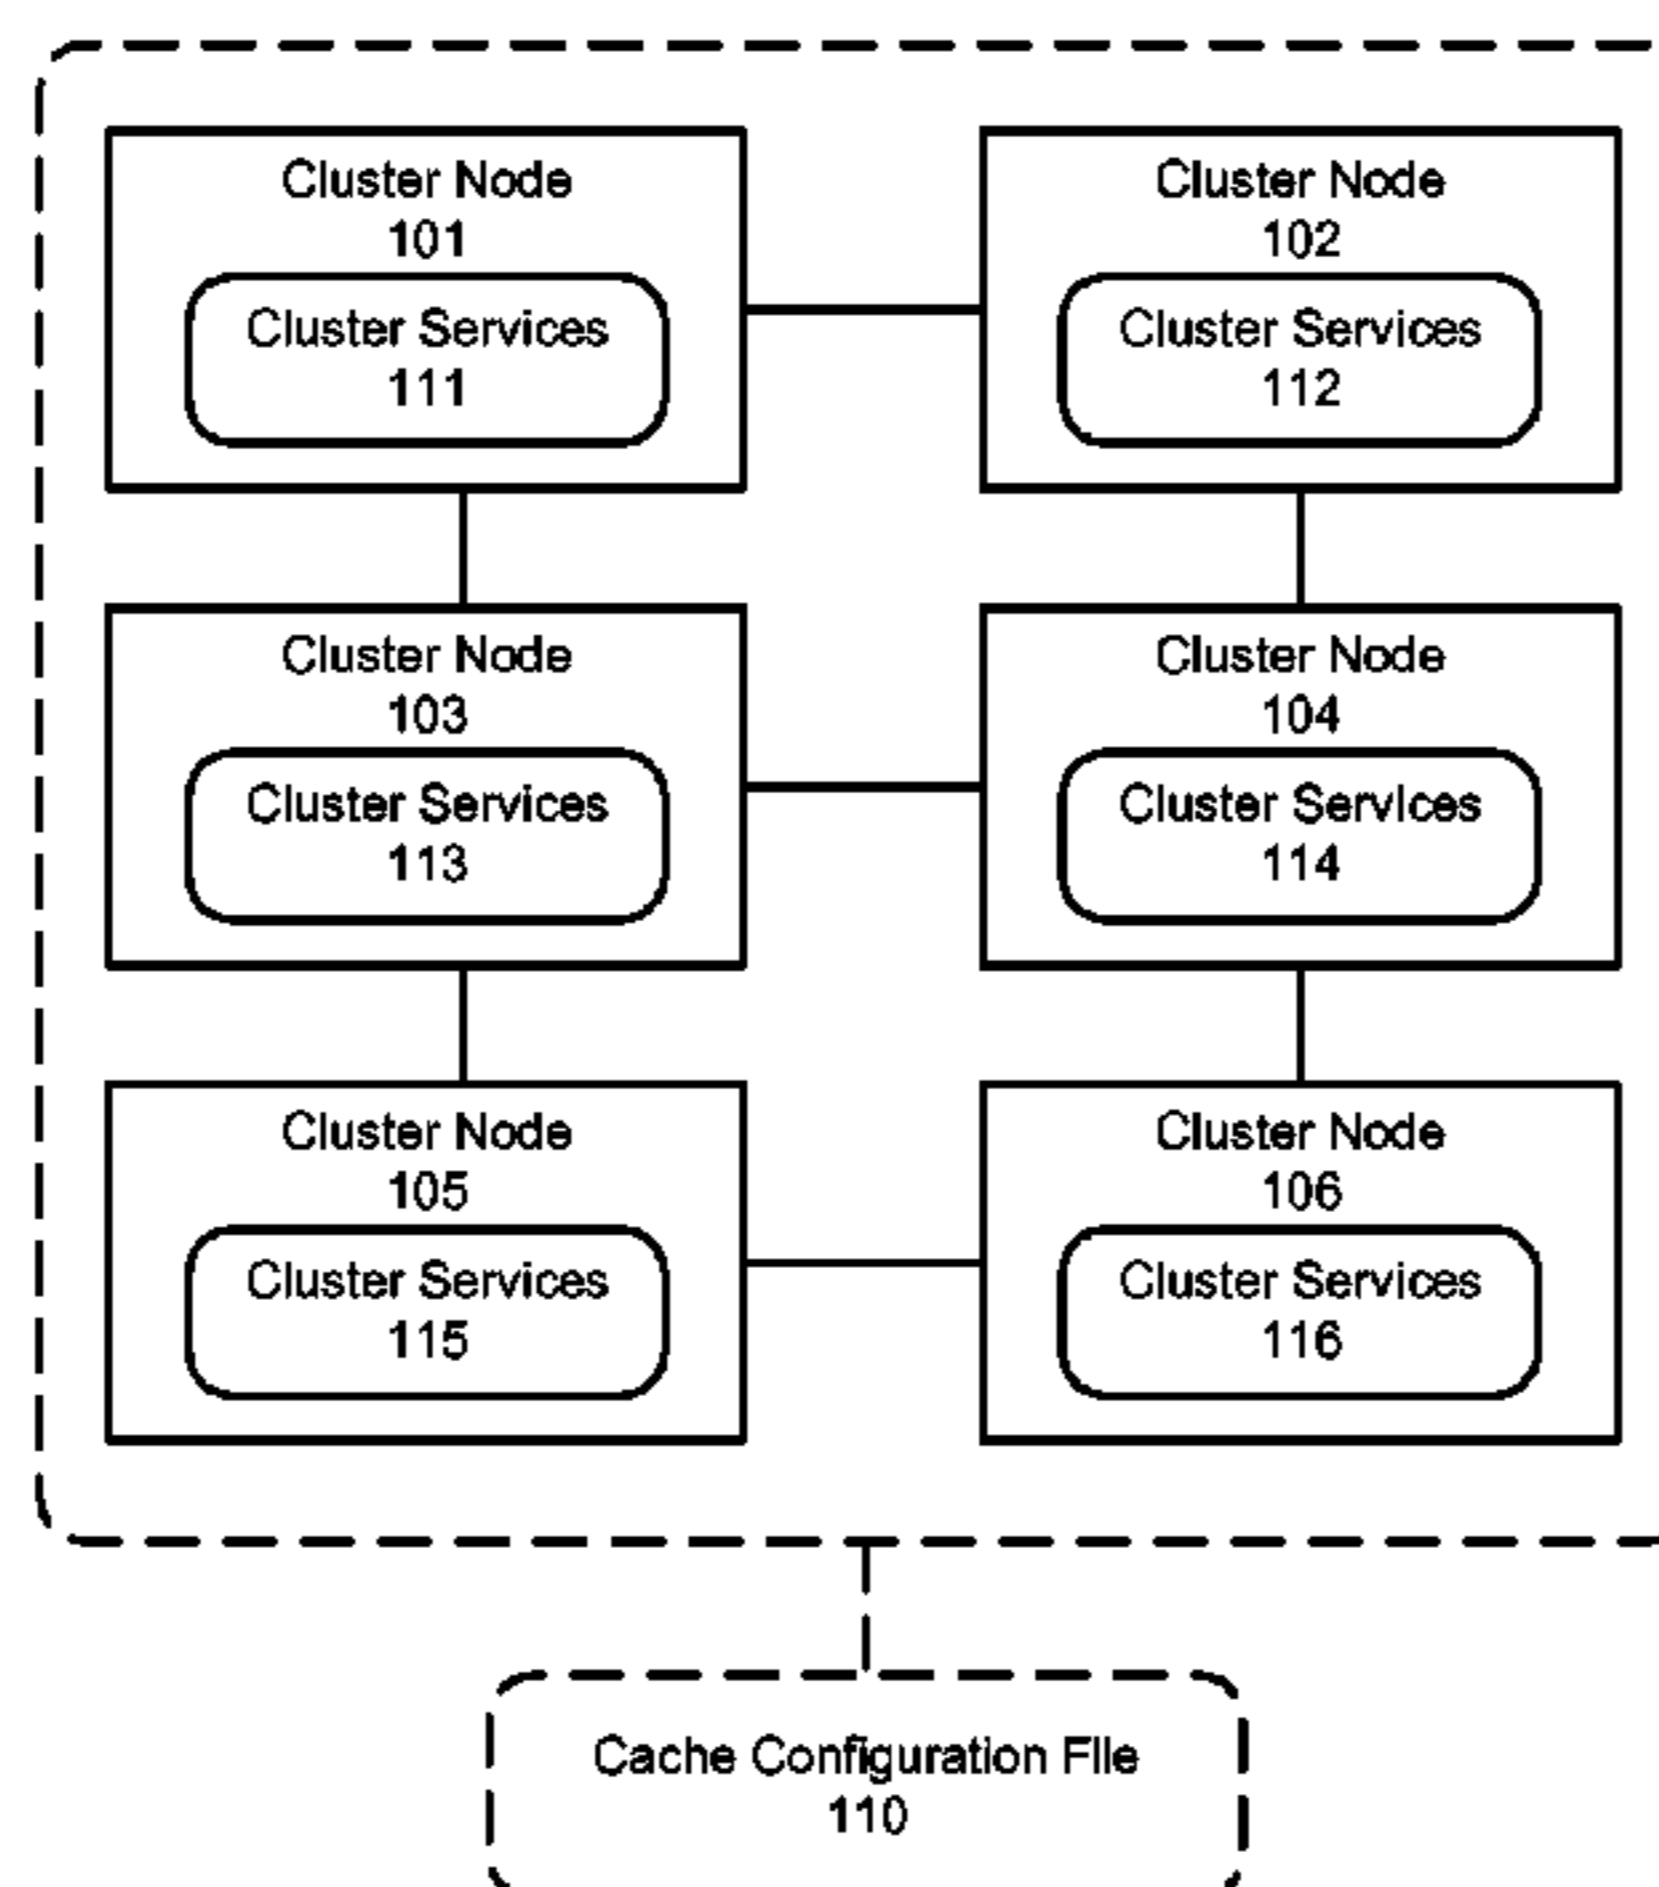 Cluster Node
101
Cluster Services
111
Cluster Node
102
Cluster Services
112
Cluster Node
103
Cluster Services
113
Cluster Node
104
Cluster Services
114
Cluster Node
105
Cluster Services
115
Cluster Node
106
Cluster Services
116
Cache Configuration File
110